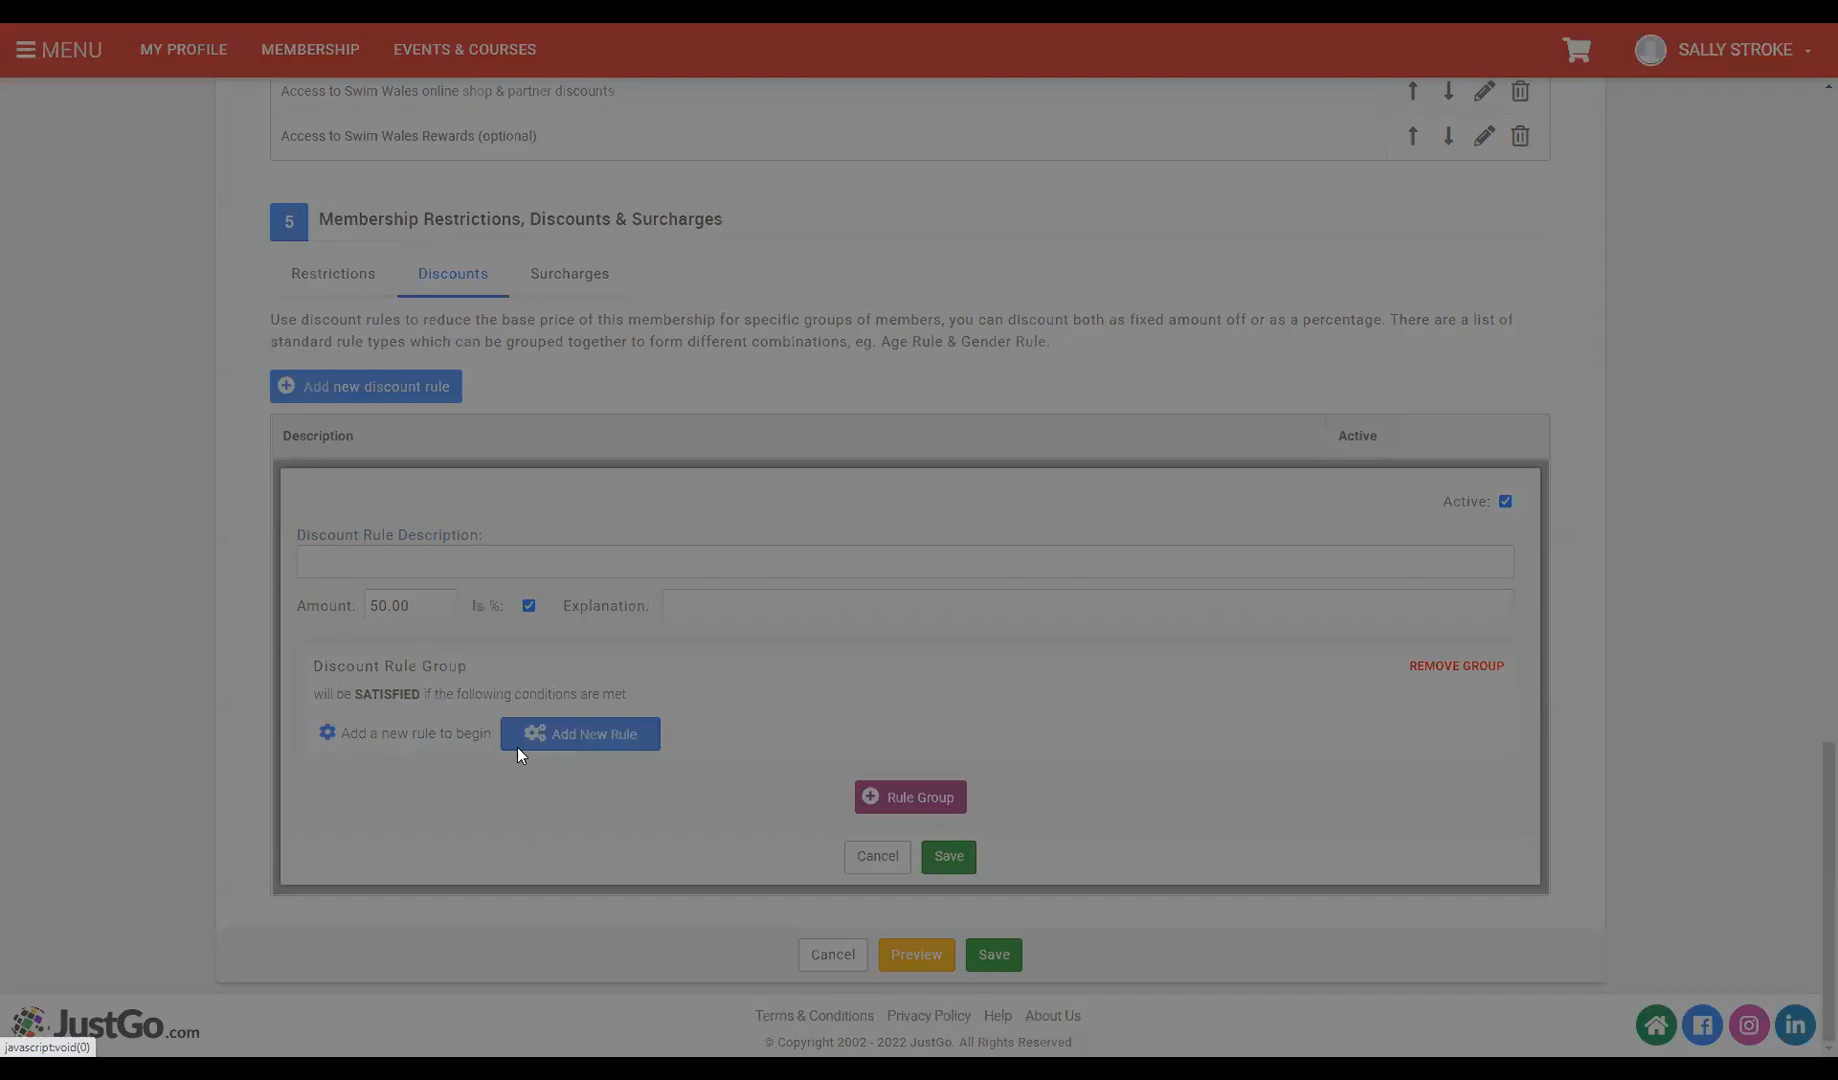 MENU
MY PROFILE
MEMBERSHIP
EVENTS & COURSES
SALLY STROKE
Access to Swim Wales online shop & partner discounts
Access to Swim Wales Rewards (optional)
5
Membership Restrictions, Discounts & Surcharges
Restrictions
Discounts
Surcharges
Use discount rules to reduce the base price of this membership for specific groups of members, you can discount both as fixed amount off or as a percentage. There are a list of
standard rule types which can be grouped together to form different combinations, eg. Age Rule & Gender Rule.
Add new discount rule
Description
Active
Active:
Discount Rule Description:
Amount: 50.00 Is %: Explanation:
Discount Rule Group
REMOVE GROUP
will be SATISFIED if the following conditions are met
Add a new rule to begin
Add New Rule
Rule Group
Cancel
Save
Cancel
Preview
Save
JustGo.com
Terms & Conditions Privacy Policy Help About Us
© Copyright 2002 - 2022 JustGo. All Rights Reserved
in
javascript:void(0)